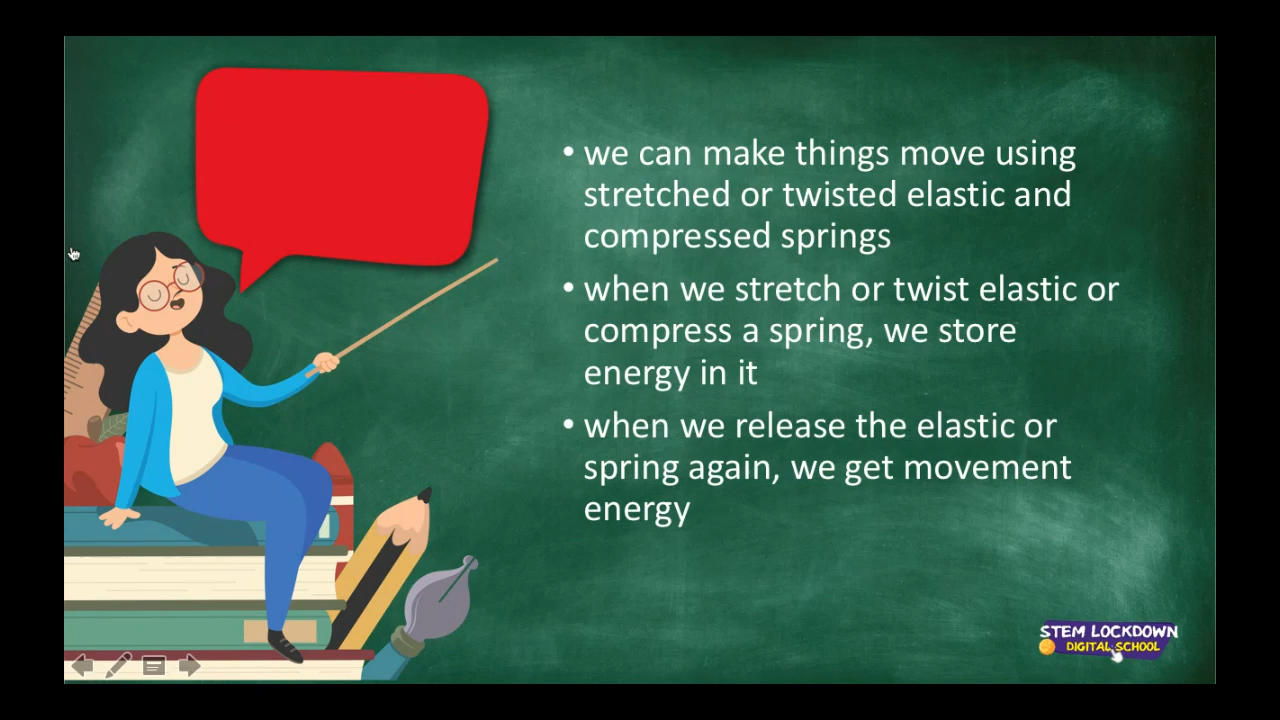 • we can make things move using
stretched or twisted elastic and
compressed springs
• when we stretch or twist elastic or
compress a spring, we store
energy in it
• when we release the elastic or
spring again, we get movement
energy
STEM LOCKDOWN
DIGITAL SCHOOL